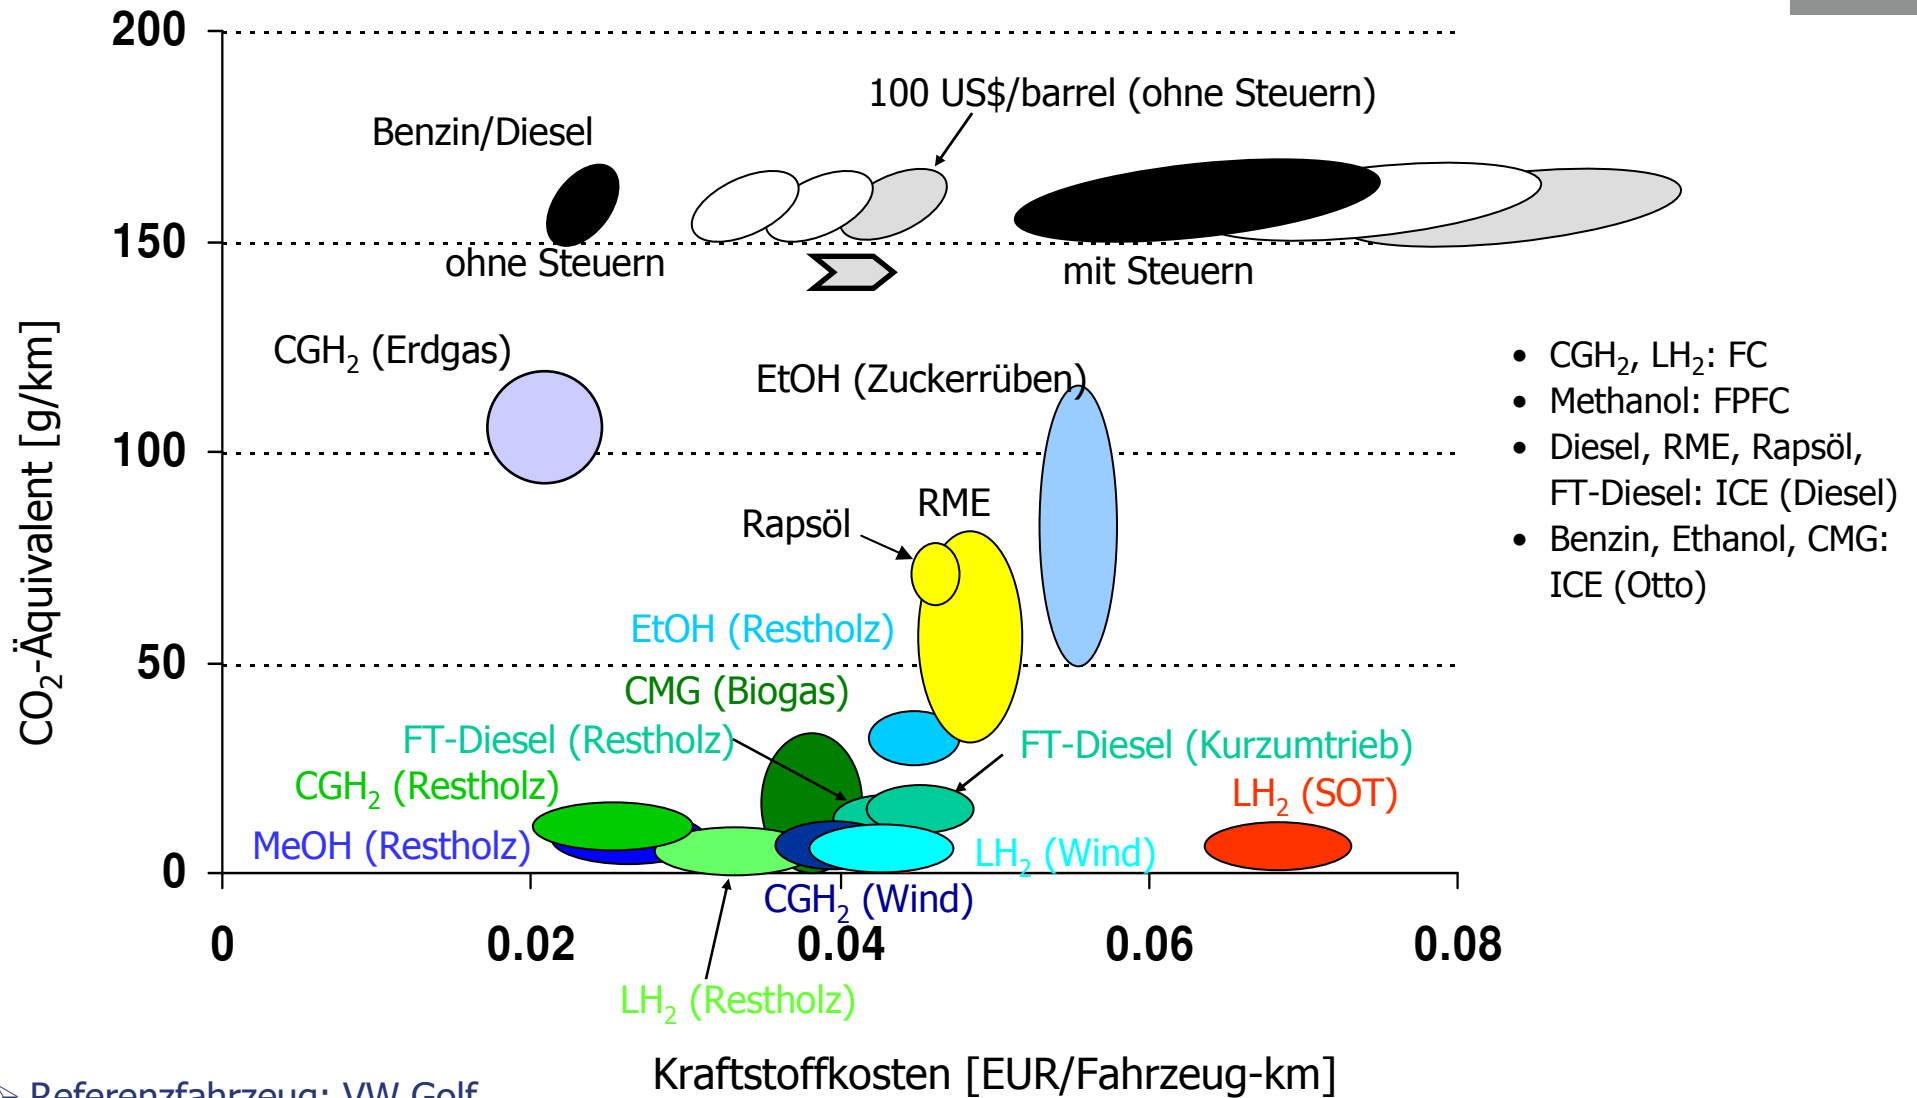 200
100 US$/barrel (ohne Steuern)
Benzin/Diesel
150
ohne Steuern
mit Steuern
CO₂-Äquivalent [g/km]
CGH₂ (Erdgas)
EtOH (Zuckerrüben)
100
RME
Rapsöl
EtOH (Restholz)
50
CMG (Biogas)
FT-Diesel (Restholz)
FT-Diesel (Kurzumtrieb)
CGH₂ (Restholz)
LH₂ (SOT)
MeOH (Restholz)
LH₂ (Wind)
0
CGH₂ (Wind)
0 0.02 0.04 0.06 0.08
LH₂ (Restholz)
Kraftstoffkosten [EUR/Fahrzeug-km]
• CGH₂, LH₂: FC
• Methanol: FPFC
• Diesel, RME, Rapsöl,
FT-Diesel: ICE (Diesel)
• Benzin, Ethanol, CMG:
ICE (Otto)
➢ Referenzfahrzeug: VW Golf